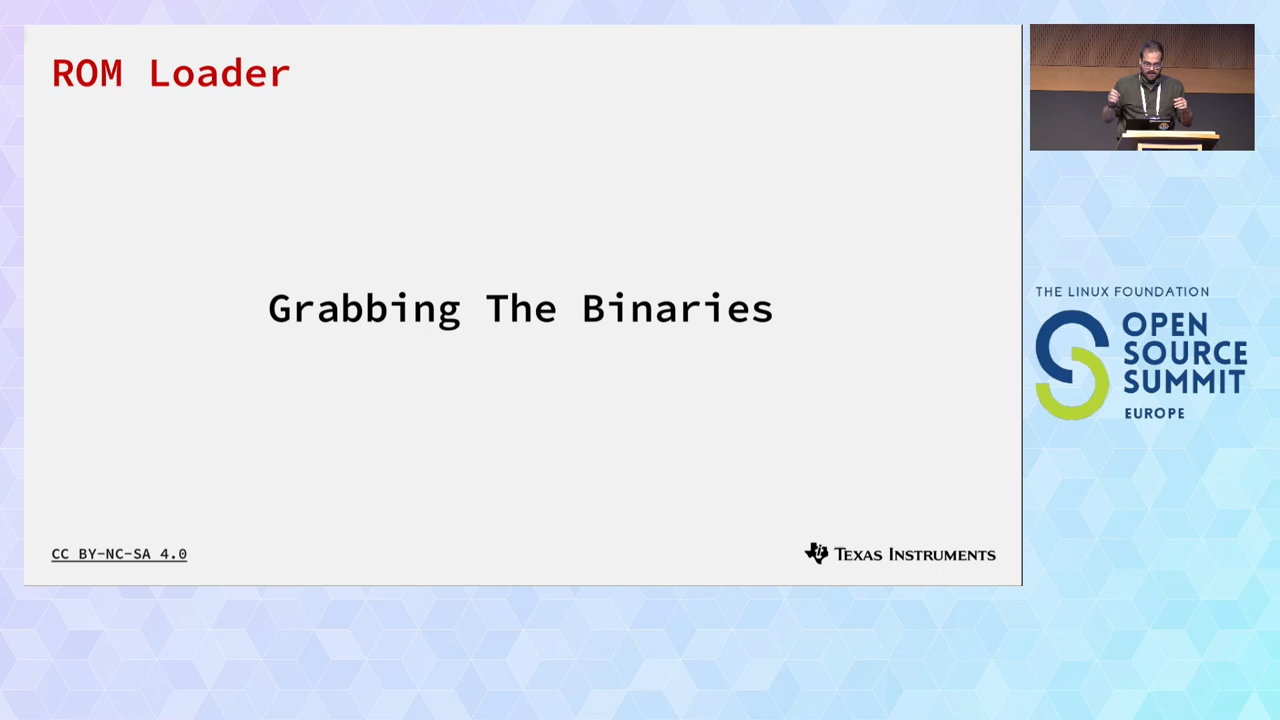 ROM Loader
Grabbing The Binaries
CC BY-NC-SA 4.0
TEXAS INSTRUMENTS
THE LINUX FOUNDATION
OPEN
SOURCE
SUMMIT
EUROPE